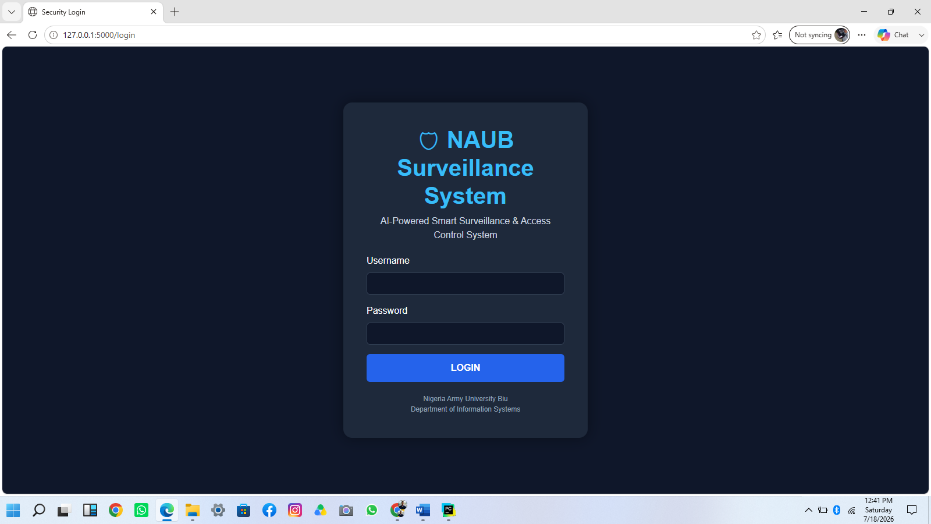 Security Login
127.0.0.1:5000/login
Not syncing
Chat
NAUB
Surveillance
System
AI-Powered Smart Surveillance & Access
Control System
Username
Password
LOGIN
Nigeria Army University Biu
Department of Information Systems
12:41 PM
Saturday
7/18/2026